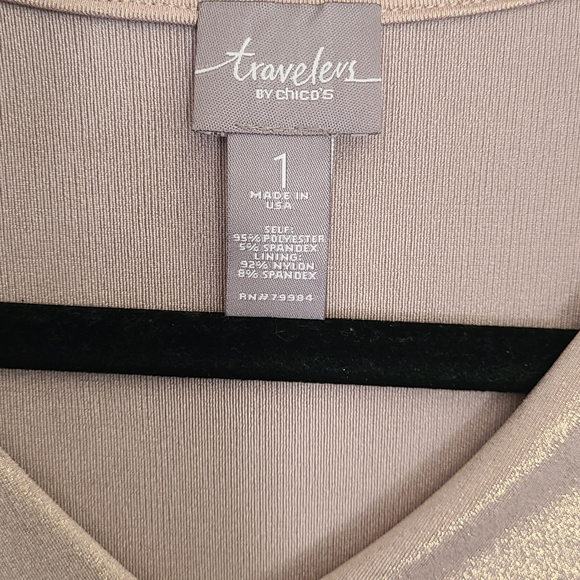 travelers
BY CHICO'S
1
MADE IN
USA
SELF:
95% POLYESTER
5% SPANDEX
LINING:
92% NYLON
8% SPANDEX
RN# 79984